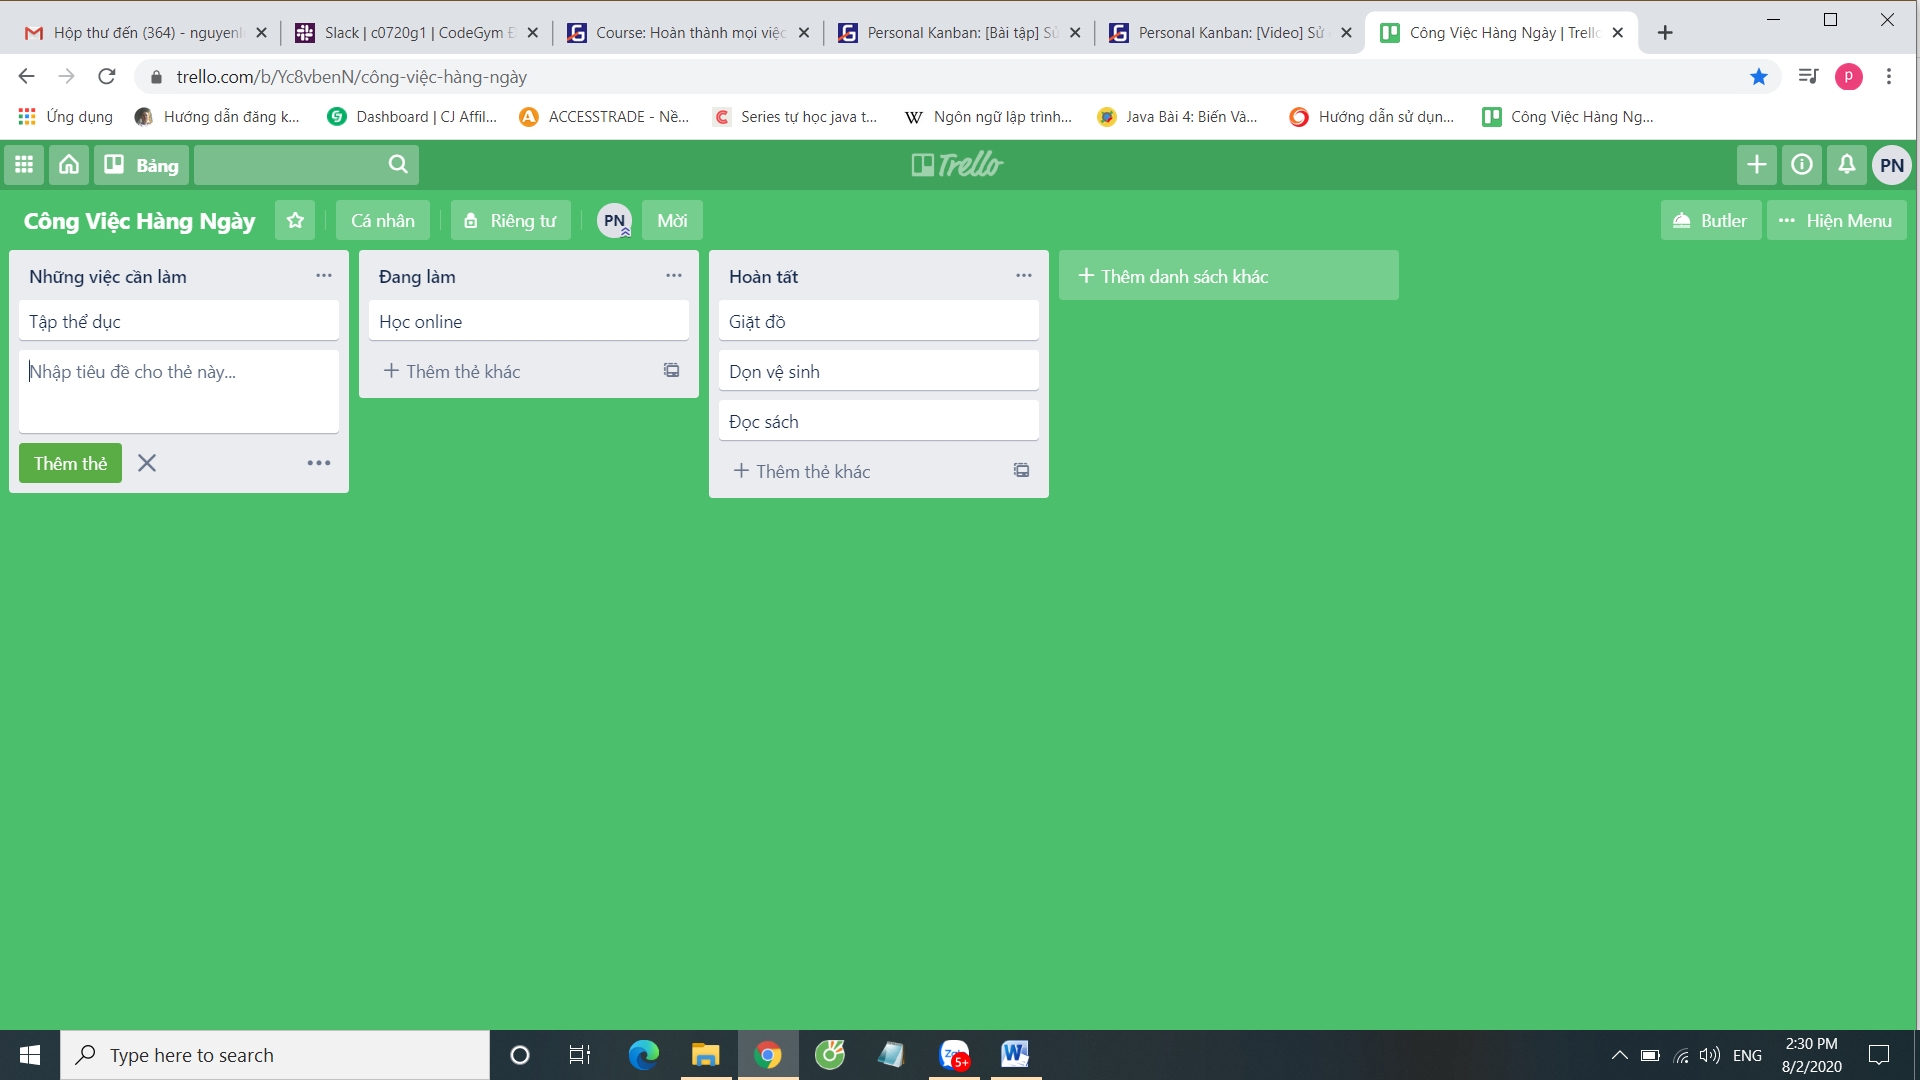 Hộp thư đến (364) - nguyenl
Slack | c0720g1 | CodeGym Đ
Course: Hoàn thành mọi việc
Personal Kanban: [Bài tập] Sử
Personal Kanban: [Video] Sử
Công Việc Hàng Ngày | Trello
trello.com/b/Yc8vbenN/công-việc-hàng-ngày
P
Ứng dụng
Hướng dẫn đăng k...
Dashboard | CJ Affil...
ACCESSTRADE - Nề...
Series tự học java t...
Ngôn ngữ lập trình...
Java Bài 4: Biến Và...
Hướng dẫn sử dụn...
Công Việc Hàng Ng...
Bảng
Trello
PN
Công Việc Hàng Ngày
Cá nhân
Riêng tư
PN
Mời
Butler
Hiện Menu
Những việc cần làm
Tập thể dục
Nhập tiêu đề cho thẻ này...
Thêm thẻ
Đang làm
Học online
Thêm thẻ khác
Hoàn tất
Giặt đồ
Dọn vệ sinh
Đọc sách
Thêm thẻ khác
Thêm danh sách khác
Type here to search
5+
ENG
2:30 PM
8/2/2020